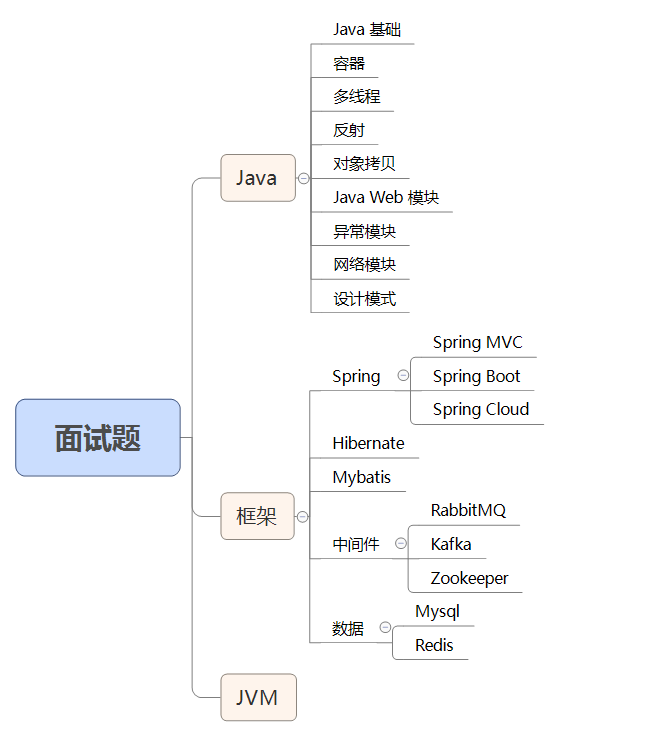 面试题
Java
Java 基础
容器
多线程
反射
对象拷贝
Java Web 模块
异常模块
网络模块
设计模式
框架
Spring
Spring MVC
Spring Boot
Spring Cloud
Hibernate
Mybatis
中间件
RabbitMQ
Kafka
Zookeeper
数据
Mysql
Redis
JVM